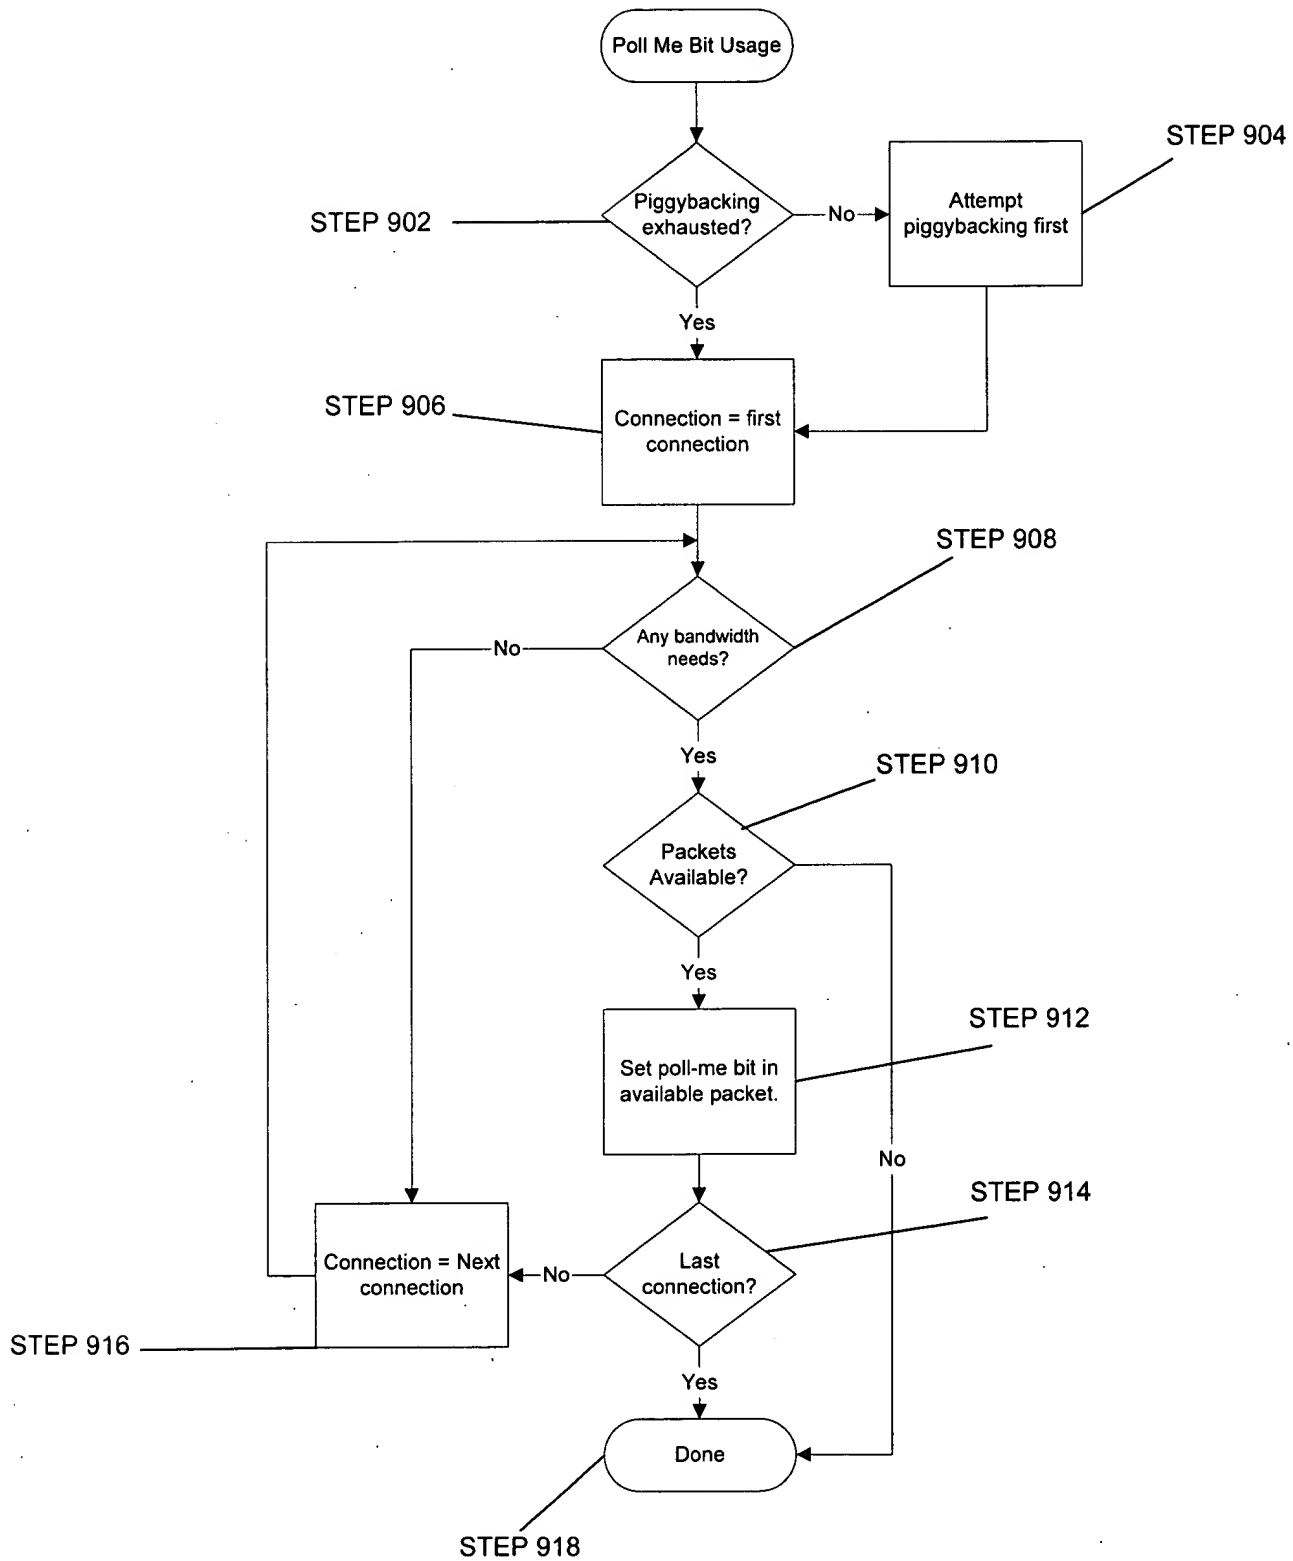 Poll Me Bit Usage
STEP 904
Piggybacking
exhausted?
No
Attempt
piggybacking first
STEP 902
Yes
STEP 906
Connection = first
connection
STEP 908
Any bandwidth
needs?
No
Yes
STEP 910
Packets
Available?
Yes
STEP 912
Set poll-me bit in
available packet.
No
STEP 914
Last
connection?
No
Connection = Next
connection
STEP 916
Yes
Done
STEP 918